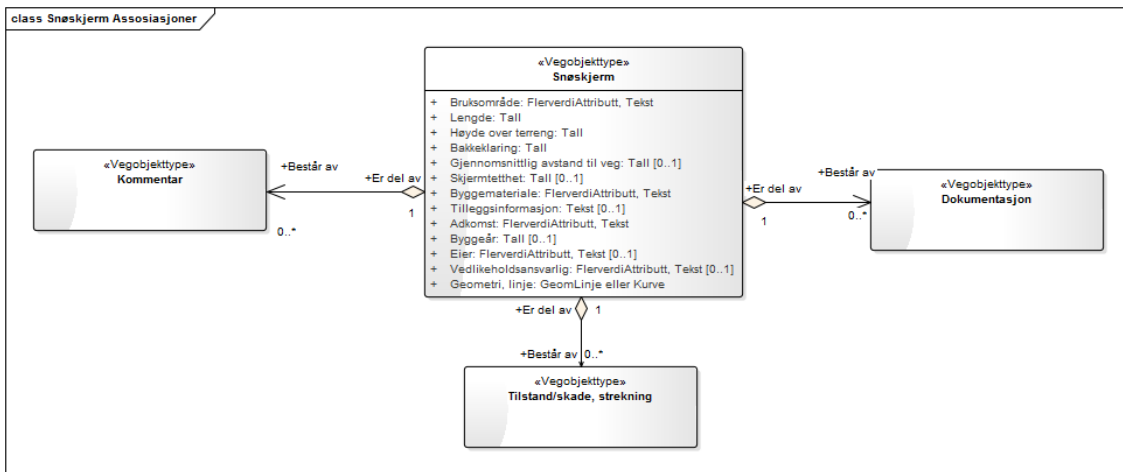 class Snøskjerm Assosiasjoner
«Vegobjekttype»
Snøskjerm
+ Bruksområde: FlerverdiAttributt, Tekst
+ Lengde: Tall
+ Høyde over terreng: Tall
+ Bakkeklaring: Tall
+ Gjennomsnittlig avstand til veg: Tall [0..1]
+ Skjermtetthet: Tall [0..1]
+ Byggemateriale: FlerverdiAttributt, Tekst
+ Tilleggsinformasjon: Tekst [0..1]
+ Adkomst: FlerverdiAttributt, Tekst
+ Byggeår: Tall [0..1]
+ Eier: FlerverdiAttributt, Tekst [0..1]
+ Vedlikeholdsansvarlig: FlerverdiAttributt, Tekst [0..1]
+ Geometri, linje: GeomLinje eller Kurve
«Vegobjekttype»
Kommentar
+Består av
0..*
+Er del av
1
+Er del av
1
+Består av
0..*
«Vegobjekttype»
Dokumentasjon
+Er del av
1
+Består av
0..*
«Vegobjekttype»
Tilstand/skade, strekning